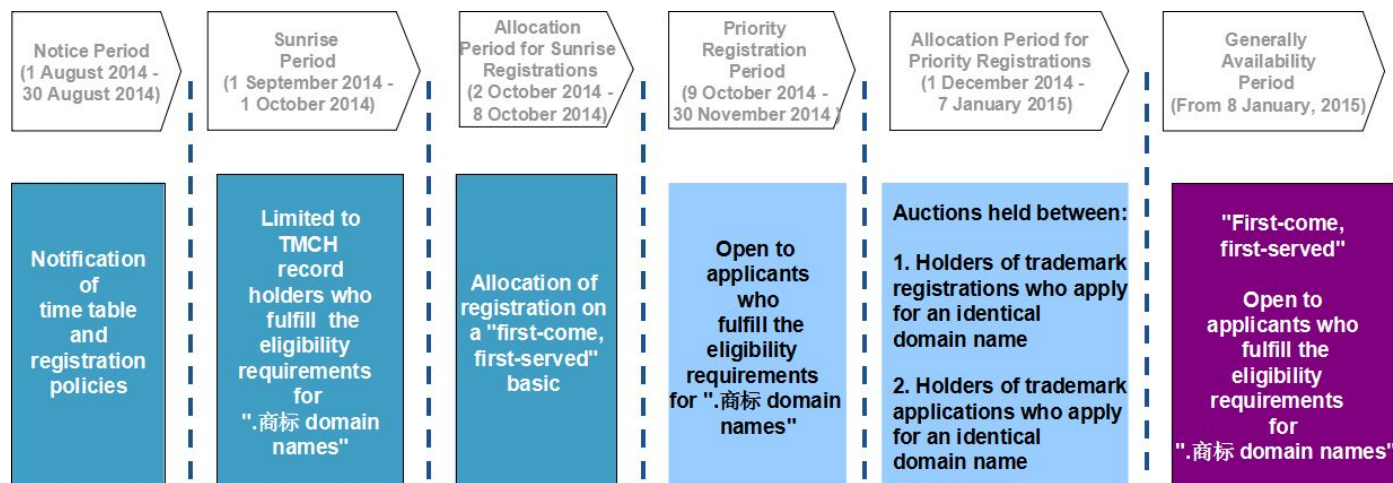 Notice Period
(1 August 2014 -
30 August 2014)
Sunrise
Period
(1 September 2014 -
1 October 2014)
Allocation
Period for Sunrise
Registrations
(2 October 2014 -
8 October 2014)
Priority
Registration
Period
(9 October 2014 -
30 November 2014 )
Allocation Period for
Priority Registrations
(1 December 2014 -
7 January 2015)
Generally
Availability
Period
(From 8 January, 2015)
Notification
of
time table
and
registration
policies
Limited to
TMCH
record
holders who
fulfill the
eligibility
requirements
for
".商标 domain
names"
Allocation of
registration on
a "first-come,
first-served"
basic
Open to
applicants
who
fulfill the
eligibility
requirements
for ".商标 domain
names"
Auctions held between:
1. Holders of trademark
registrations who apply
for an identical
domain name
2. Holders of trademark
applications who apply
for an identical
domain name
"First-come,
first-served"
Open to
applicants who
fulfill the
eligibility
requirements
for
".商标 domain names"